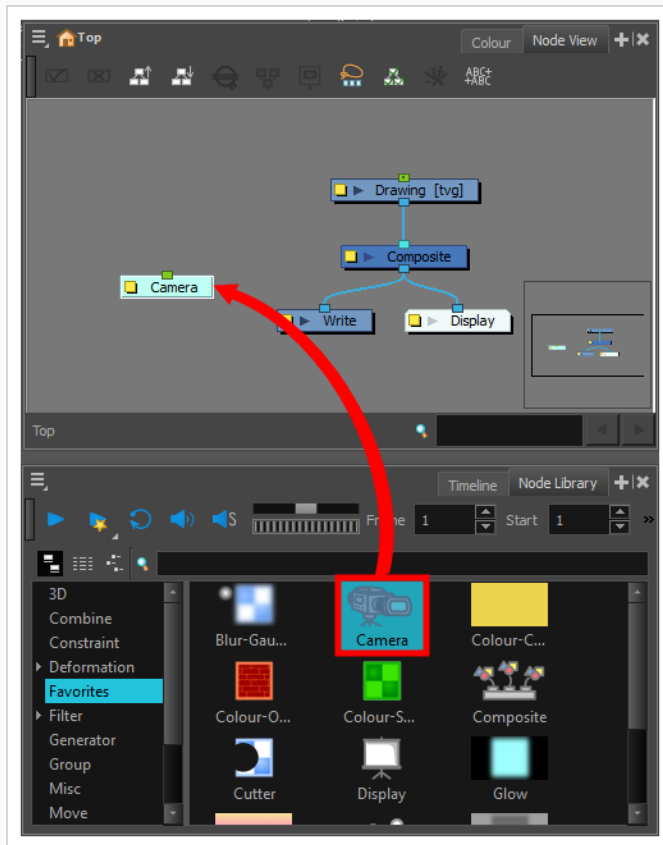 Top
Colour
Node View
ABC+
+ABC
Drawing [tvg]
Composite
Camera
Write
Display
Top
Timeline
Node Library
S
Frame 1
Start 1
3D
Combine
Constraint
Deformation
Favorites
Filter
Generator
Group
Misc
Move
Blur-Gau...
Camera
Colour-C...
Colour-O...
Colour-S...
Composite
Cutter
Display
Glow